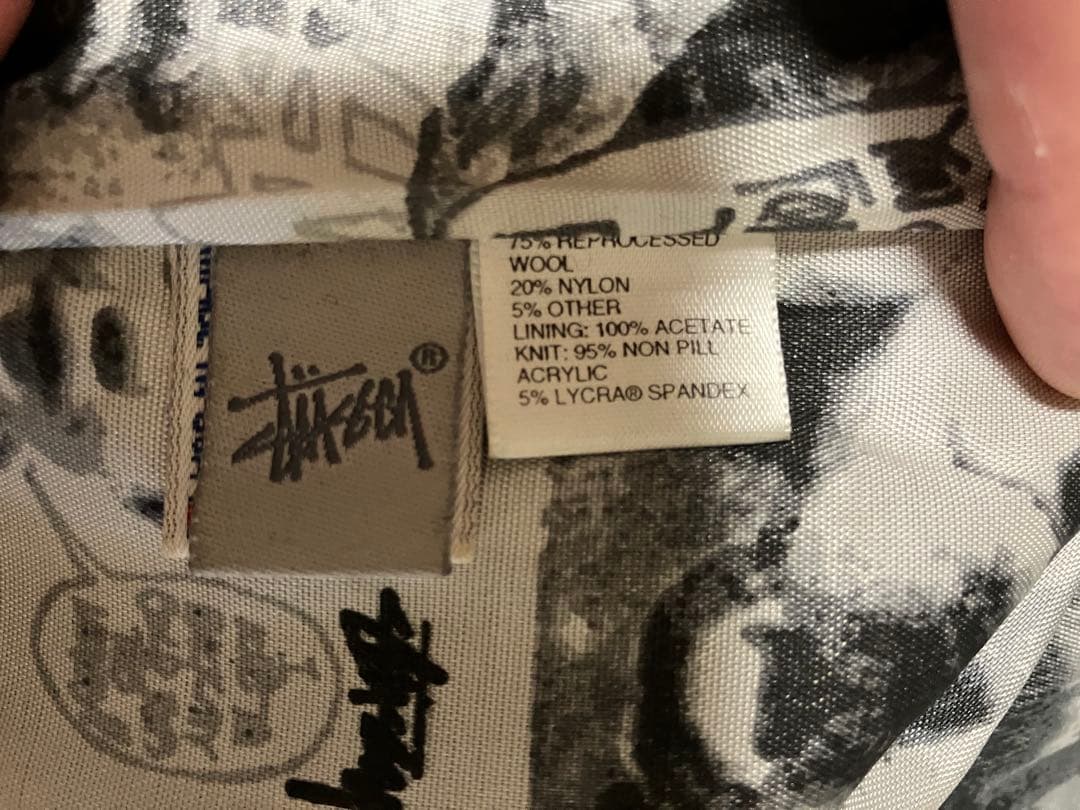 75% REPROCESSED
WOOL
20% NYLON
5% OTHER
LINING: 100% ACETATE
KNIT: 95% NON PILL
ACRYLIC
5% LYCRA® SPANDEX
Stüssy ®
Stüssy